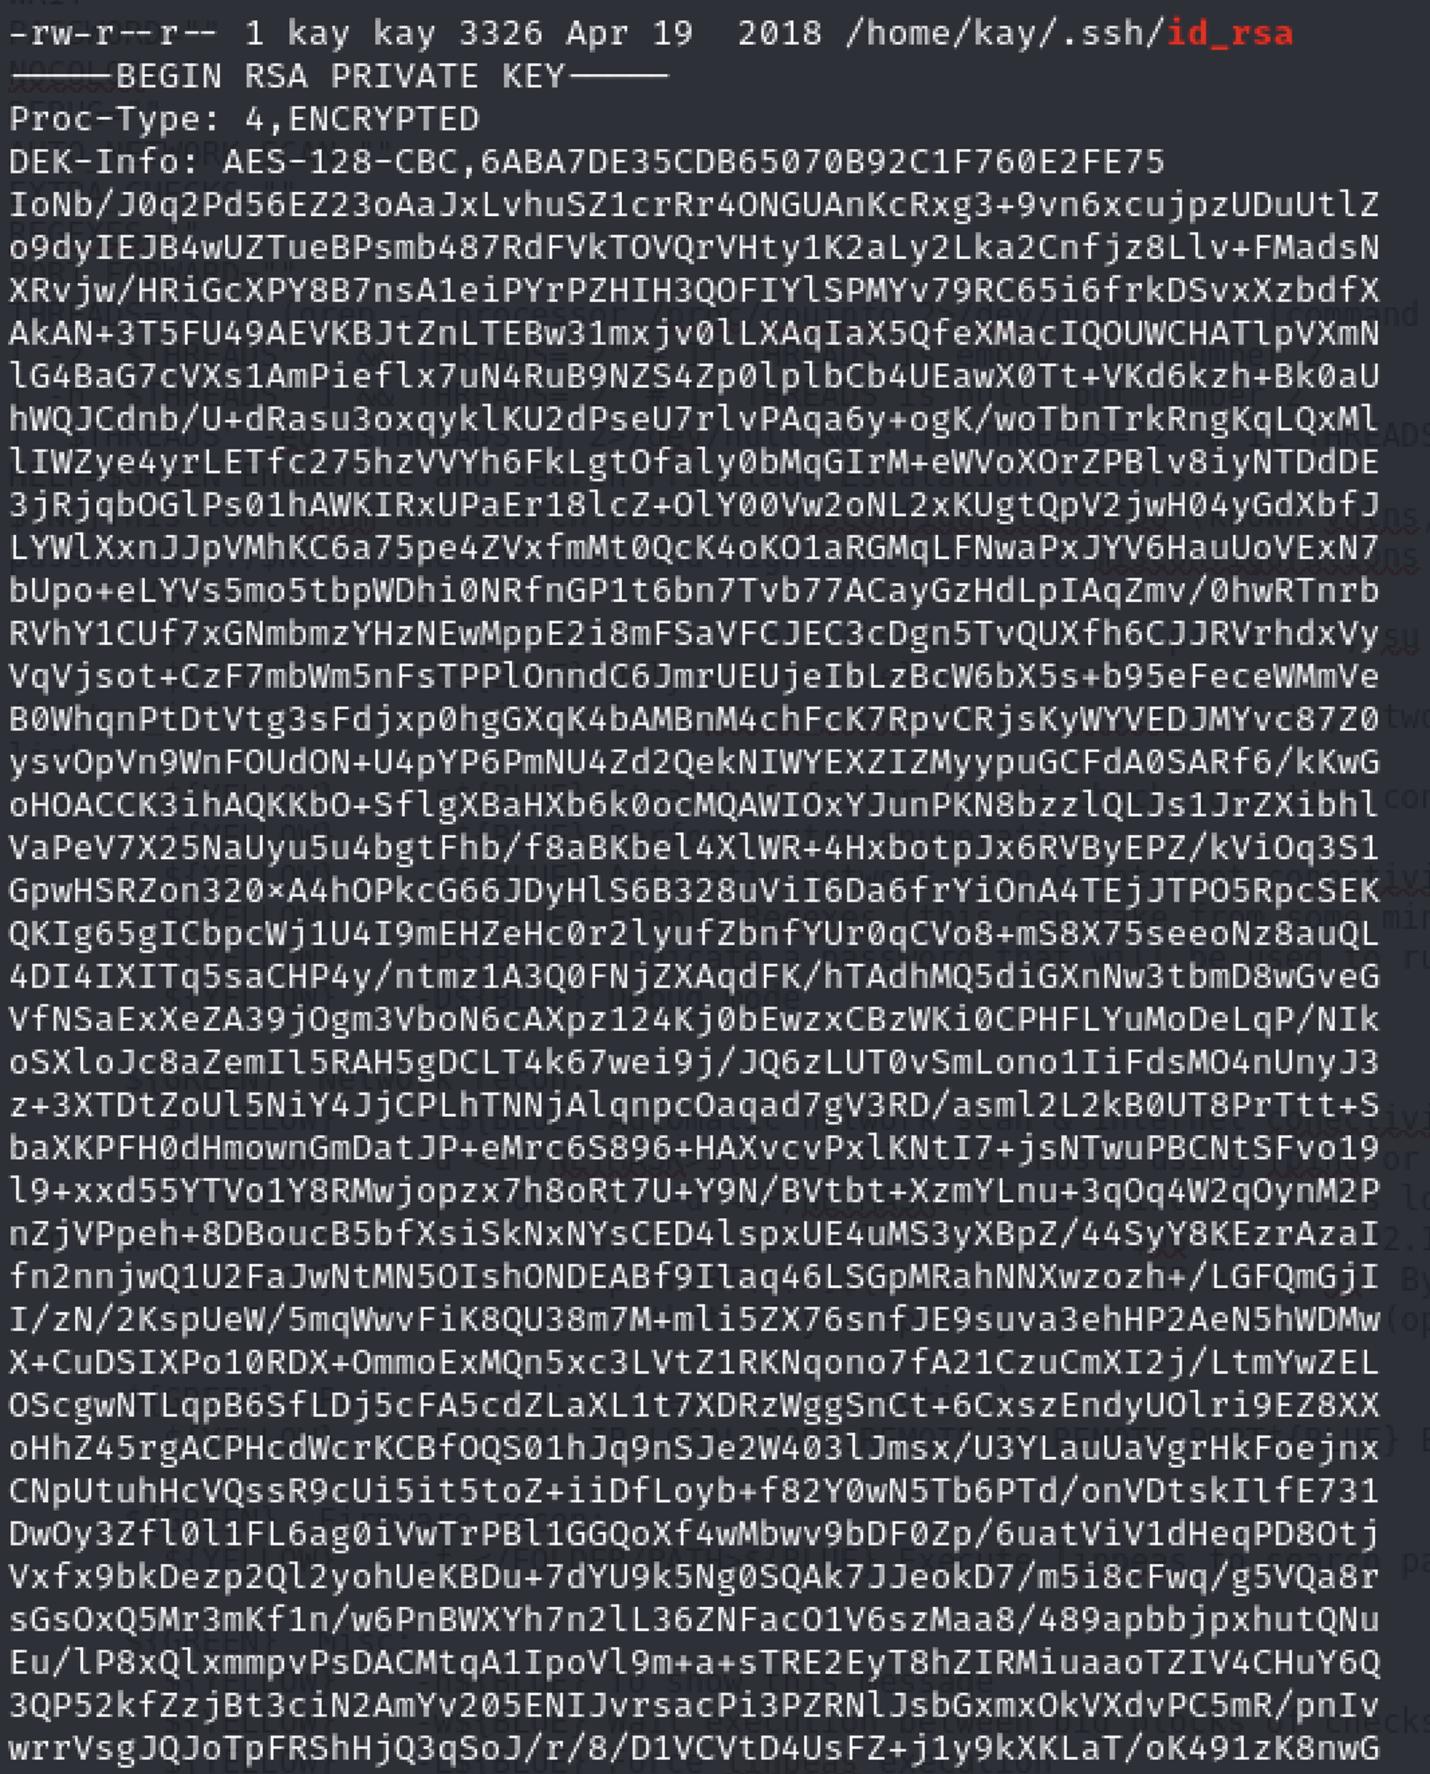 -rw-r--r-- 1 kay kay 3326 Apr 19  2018 /home/kay/.ssh/id_rsa
-----BEGIN RSA PRIVATE KEY-----
Proc-Type: 4,ENCRYPTED
DEK-Info: AES-128-CBC,6ABA7DE35CDB65070B92C1F760E2FE75
IoNb/J0q2Pd56EZ23oAaJxLvhuSZ1crRr4ONGUAnKcRxg3+9vn6xcujpzUDuUtlZ
o9dyIEJB4wUZTueBPsmb487RdFVkTOVQrVHty1K2aLy2Lka2Cnfjz8Llv+FMadsN
XRvjw/HRiGcXPY8B7nsA1eiPYrPZHIH3QOFIYlSPMYv79RC65i6frkDSvxXzbdfX
AkAN+3T5FU49AEVKBJtZnLTEBw31mxjv0lLXAqIaX5QfeXMacIQOUWCHATlpVXmN
lG4BaG7cVXs1AmPieflx7uN4RuB9NZS4Zp0lplbCb4UEawX0Tt+VKd6kzh+Bk0aU
hWQJCdnb/U+dRasu3oxqyklKU2dPseU7rlvPAqa6y+ogK/woTbnTrkRngKqLQxMl
lIWZye4yrLETfc275hzVVYh6FkLgtOfaly0bMqGIrM+eWVoXOrZPBlv8iyNTDdDE
3jRjqbOGlPs01hAWKIRxUPaEr18lcZ+OlY00Vw2oNL2xKUgtQpV2jwH04yGdXbfJ
LYWlXxnJJpVMhKC6a75pe4ZVxfmMt0QcK4oKO1aRGMqLFNwaPxJYV6HauUoVExN7
bUpo+eLYVs5mo5tbpWDhi0NRfnGP1t6bn7Tvb77ACayGzHdLpIAqZmv/0hwRTnrb
RVhY1CUf7xGNmbmzYHzNEwMppE2i8mFSaVFCJEC3cDgn5TvQUXfh6CJJRVrhdxVy
VqVjsot+CzF7mbWm5nFsTPPlOnndC6JmrUEUjeIbLzBcW6bX5s+b95eFeceWMmVe
B0WhqnPtDtVtg3sFdjxp0hgGXqK4bAMBnM4chFcK7RpvCRjsKyWYVEDJMYvc87Z0
ysvOpVn9WnFOUdON+U4pYP6PmNU4Zd2QekNIWYEXZIZMyypuGCFdA0SARf6/kKwG
oHOACCK3ihAQKKbO+SflgXBaHXb6k0ocMQAWIOxYJunPKN8bzzlQLJs1JrZXibhl
VaPeV7X25NaUyu5u4bgtFhb/f8aBKbel4XlWR+4HxbotpJx6RVByEPZ/kViOq3S1
GpwHSRZon320×A4hOPkcG66JDyHlS6B328uViI6Da6frYiOnA4TEjJTPO5RpcSEK
QKIg65gICbpcWj1U4I9mEHZeHc0r2lyufZbnfYUr0qCVo8+mS8X75seeoNz8auQL
4DI4IXITq5saCHP4y/ntmz1A3Q0FNjZXAqdFK/hTAdhMQ5diGXnNw3tbmD8wGveG
VfNSaExXeZA39jOgm3VboN6cAXpz124Kj0bEwzxCBzWKi0CPHFLYuMoDeLqP/NIk
oSXloJc8aZemIl5RAH5gDCLT4k67wei9j/JQ6zLUT0vSmLono1IiFdsMO4nUnyJ3
z+3XTDtZoUl5NiY4JjCPLhTNNjAlqnpcOaqad7gV3RD/asml2L2kB0UT8PrTtt+S
baXKPFH0dHmownGmDatJP+eMrc6S896+HAXvcvPxlKNtI7+jsNTwuPBCNtSFvo19
l9+xxd55YTVo1Y8RMwjopzx7h8oRt7U+Y9N/BVtbt+XzmYLnu+3qOq4W2qOynM2P
nZjVPpeh+8DBoucB5bfXsiSkNxNYsCED4lspxUE4uMS3yXBpZ/44SyY8KEzrAzaI
fn2nnjwQ1U2FaJwNtMN5OIshONDEABf9Ilaq46LSGpMRahNNXwzozh+/LGFQmGjI
I/zN/2KspUeW/5mqWwvFiK8QU38m7M+mli5ZX76snfJE9suva3ehHP2AeN5hWDMw
X+CuDSIXPo10RDX+OmmoExMQn5xc3LVtZ1RKNqono7fA21CzuCmXI2j/LtmYwZEL
OScgwNTLqpB6SfLDj5cFA5cdZLaXL1t7XDRzWggSnCt+6CxszEndyUOlri9EZ8XX
oHhZ45rgACPHcdWcrKCBfOQS01hJq9nSJe2W403lJmsx/U3YLauUaVgrHkFoejnx
CNpUtuhHcVQssR9cUi5it5toZ+iiDfLoyb+f82Y0wN5Tb6PTd/onVDtskIlfE731
DwOy3Zfl0l1FL6ag0iVwTrPBl1GGQoXf4wMbwv9bDF0Zp/6uatViV1dHeqPD8Otj
Vxfx9bkDezp2Ql2yohUeKBDu+7dYU9k5Ng0SQAk7JJeokD7/m5i8cFwq/g5VQa8r
sGsOxQ5Mr3mKf1n/w6PnBWXYh7n2lL36ZNFacO1V6szMaa8/489apbbjpxhutQNu
Eu/lP8xQlxmmpvPsDACMtqA1IpoVl9m+a+sTRE2EyT8hZIRMiuaaoTZIV4CHuY6Q
3QP52kfZzjBt3ciN2AmYv205ENIJvrsacPi3PZRNlJsbGxmxOkVXdvPC5mR/pnIv
wrrVsgJQJoTpFRShHjQ3qSoJ/r/8/D1VCVtD4UsFZ+j1y9kXKLaT/oK491zK8nwG